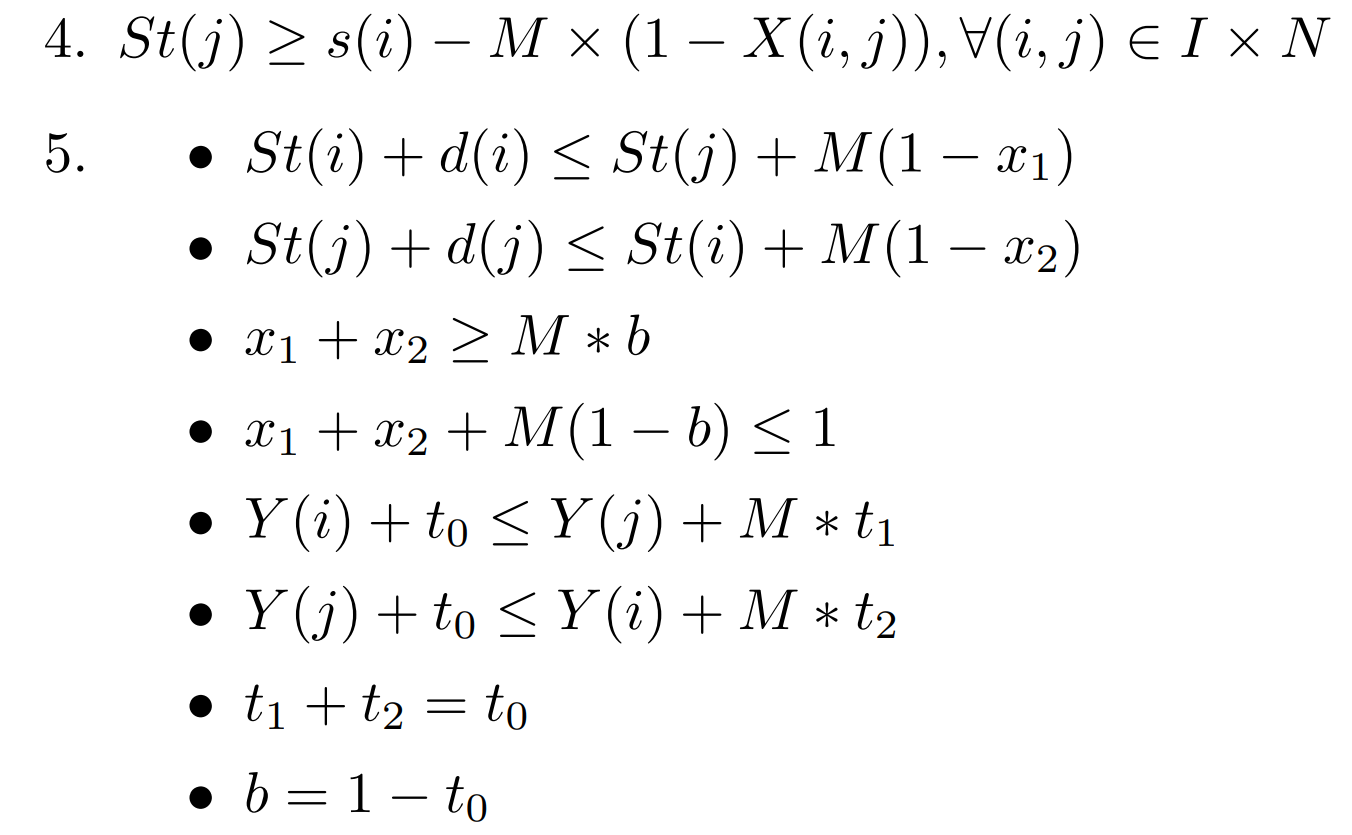 4. St(j) ≥ s(i) − M × (1 − X(i, j)), ∀(i, j) ∈ I × N
5. • St(i) + d(i) ≤ St(j) + M(1 − x₁)
• St(j) + d(j) ≤ St(i) + M(1 − x₂)
• x₁ + x₂ ≥ M ∗ b
• x₁ + x₂ + M(1 − b) ≤ 1
• Y(i) + t₀ ≤ Y(j) + M ∗ t₁
• Y(j) + t₀ ≤ Y(i) + M ∗ t₂
• t₁ + t₂ = t₀
• b = 1 − t₀